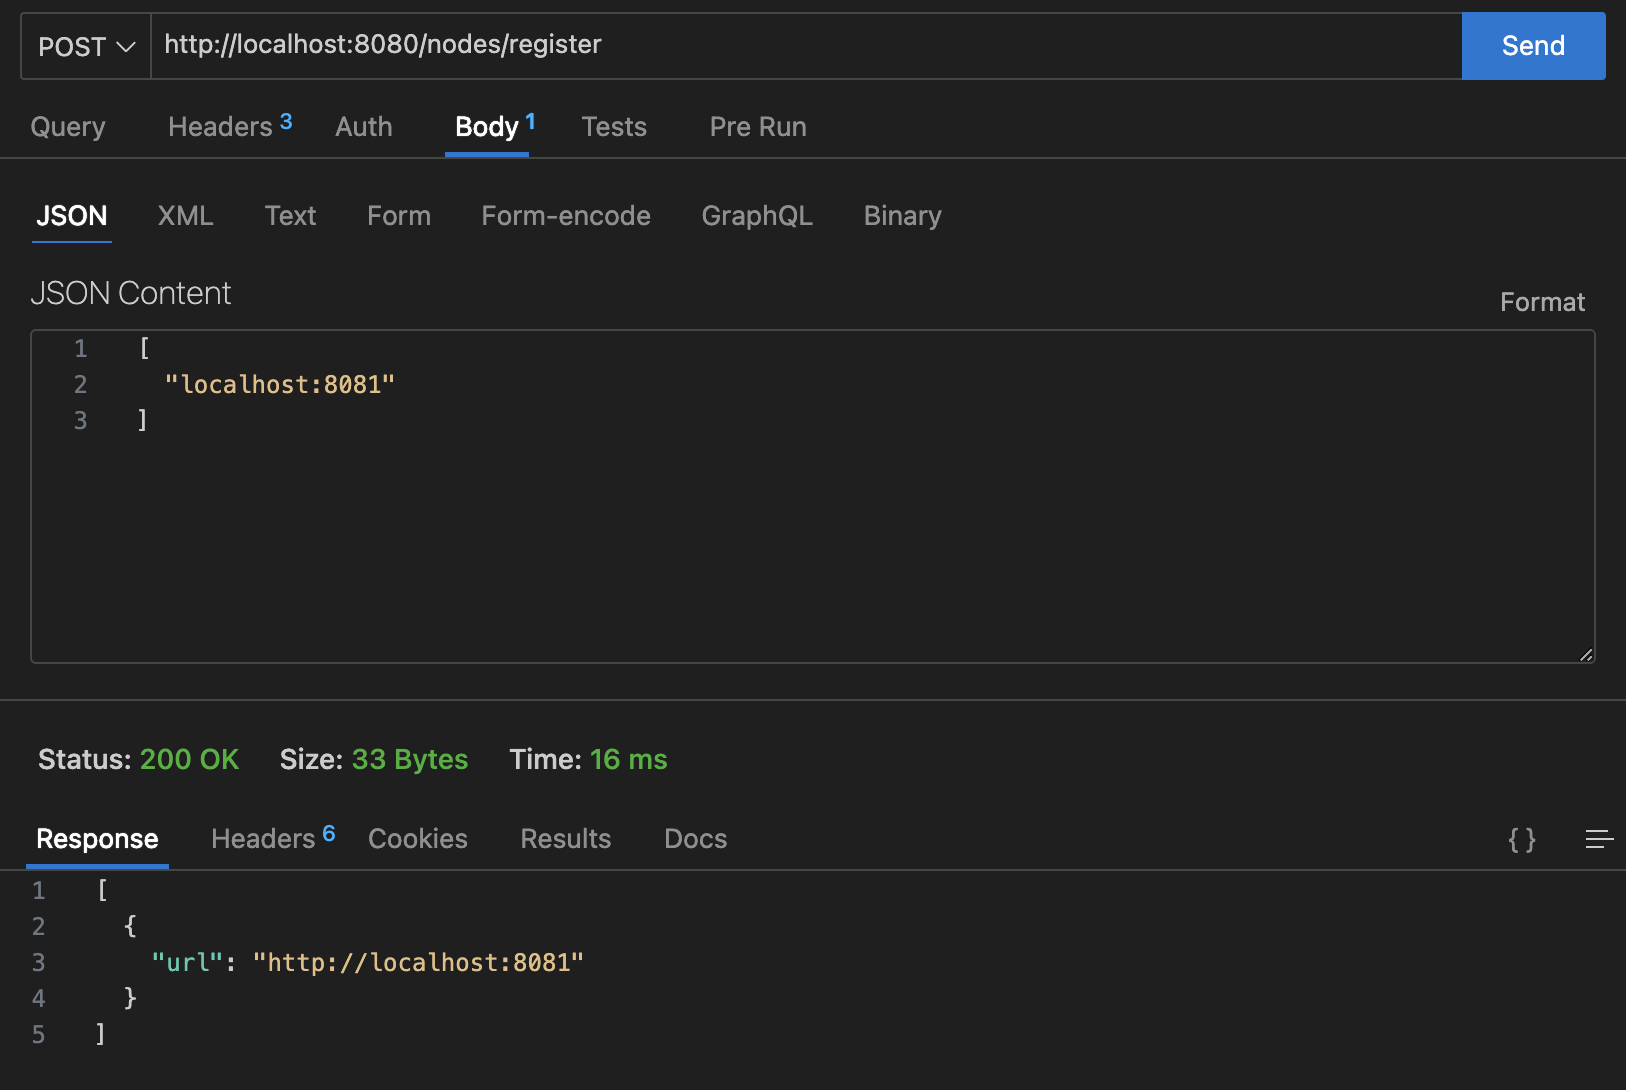 POST http://localhost:8080/nodes/register Send
Query Headers 3 Auth Body 1 Tests Pre Run
JSON XML Text Form Form-encode GraphQL Binary
JSON Content
Format
1 [
2 "localhost:8081"
3 ]
Status: 200 OK Size: 33 Bytes Time: 16 ms
Response Headers 6 Cookies Results Docs { }
1 [
2 {
3 "url": "http://localhost:8081"
4 }
5 ]